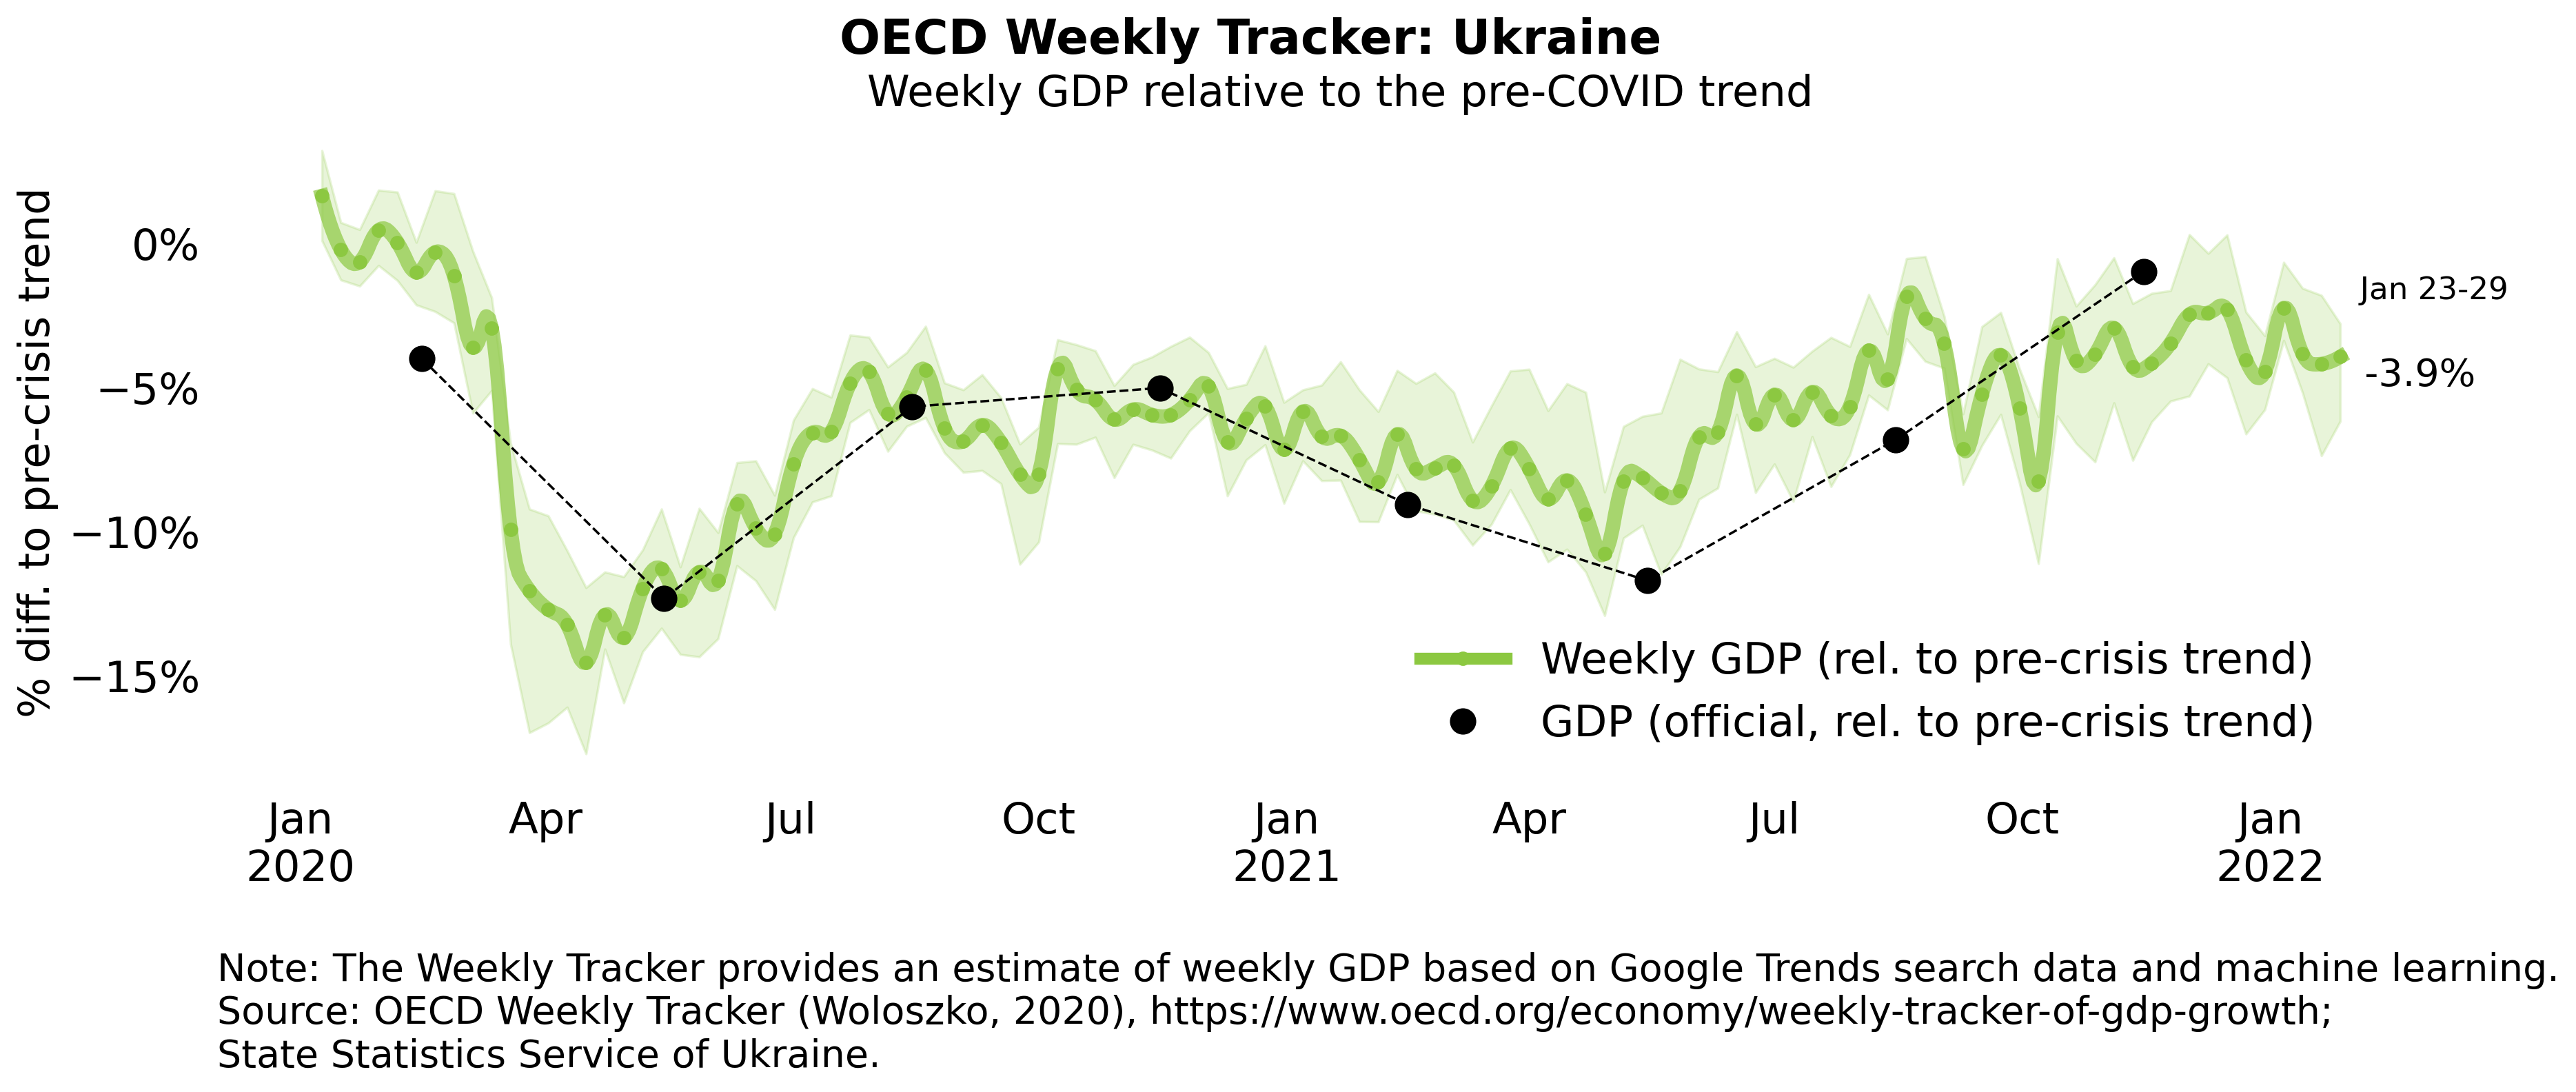 OECD Weekly Tracker: Ukraine
Weekly GDP relative to the pre-COVID trend
% diff. to pre-crisis trend
0%
−5%
−10%
−15%
Jan 23-29
-3.9%
Weekly GDP (rel. to pre-crisis trend)
GDP (official, rel. to pre-crisis trend)
Jan Apr Jul Oct Jan Apr Jul Oct Jan
2020 2021 2022
Note: The Weekly Tracker provides an estimate of weekly GDP based on Google Trends search data and machine learning.
Source: OECD Weekly Tracker (Woloszko, 2020), https://www.oecd.org/economy/weekly-tracker-of-gdp-growth;
State Statistics Service of Ukraine.